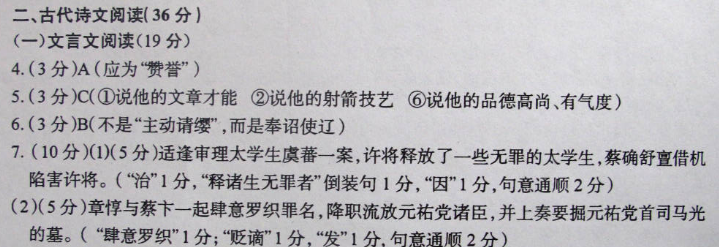 二、古代诗文阅读(36分)
(一)文言文阅读(19分)
4.(3分)A(应为“赞誉”)
5.(3分)C(①说他的文章才能 ②说他的射箭技艺 ⑥说他的品德高尚、有气度)
6.(3分)B(不是“主动请缨”,而是奉诏使辽)
7.(10分)(1)(5分)适逢审理太学生虞蕃一案,许将释放了一些无罪的太学生,蔡确舒亶借机
陷害许将。(“治”1分,“释诸生无罪者”倒装句1分,“因”1分,句意通顺2分)
(2)(5分)章惇与蔡卞一起肆意罗织罪名,降职流放元祐党诸臣,并上奏要掘元祐党首司马光
的墓。(“肆意罗织”1分;“贬谪”1分,“发”1分,句意通顺2分)